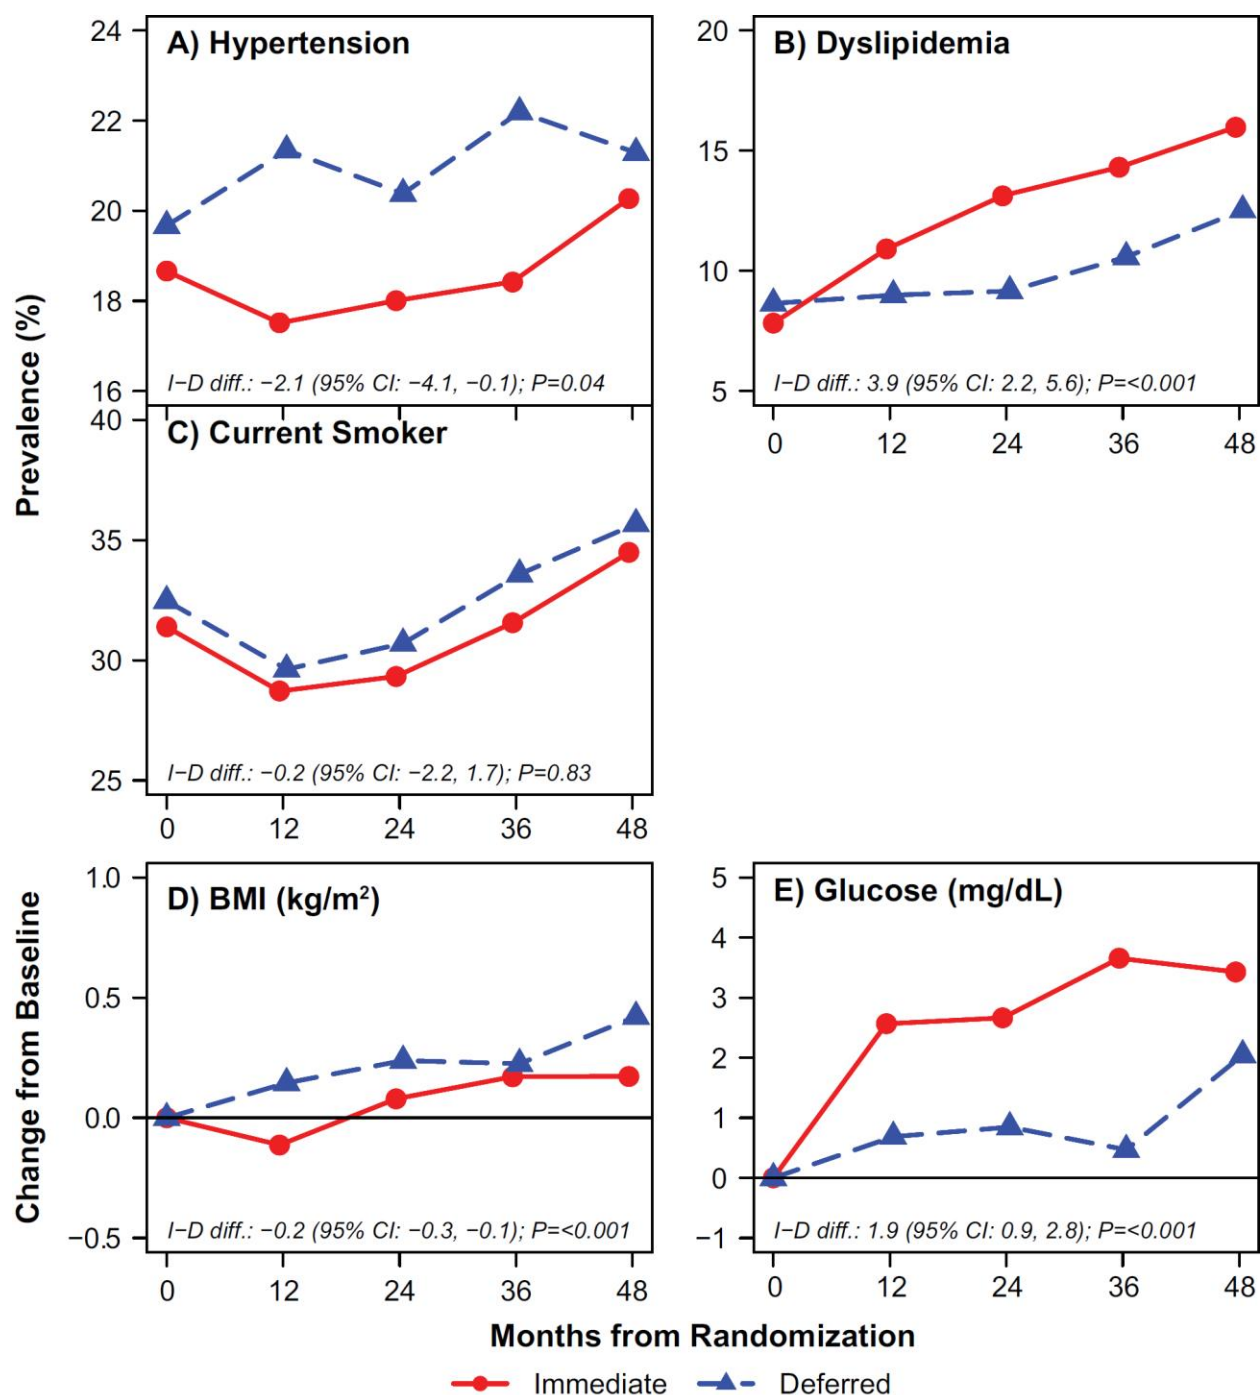 Prevalence (%)
A) Hypertension
24
22
20
18
16
I−D diff.: −2.1 (95% CI: −4.1, −0.1); P=0.04
B) Dyslipidemia
20
15
10
5
I−D diff.: 3.9 (95% CI: 2.2, 5.6); P=<0.001
0 12 24 36 48
C) Current Smoker
40
35
30
25
I−D diff.: −0.2 (95% CI: −2.2, 1.7); P=0.83
0 12 24 36 48
Change from Baseline
D) BMI (kg/m²)
1.0
0.5
0.0
−0.5
I−D diff.: −0.2 (95% CI: −0.3, −0.1); P=<0.001
0 12 24 36 48
E) Glucose (mg/dL)
5
4
3
2
1
0
−1
I−D diff.: 1.9 (95% CI: 0.9, 2.8); P=<0.001
0 12 24 36 48
Months from Randomization
Immediate Deferred